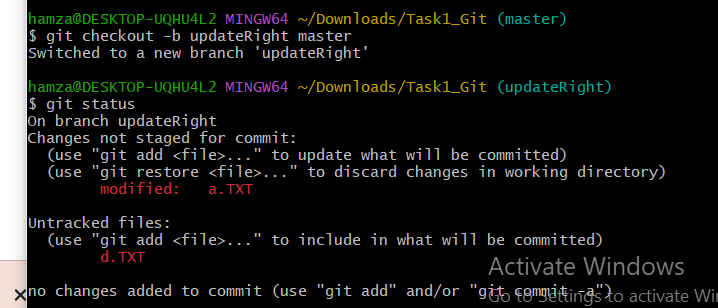 hamza@DESKTOP-UQHU4L2 MINGW64 ~/Downloads/Task1_Git (master)
$ git checkout -b updateRight master
Switched to a new branch 'updateRight'
hamza@DESKTOP-UQHU4L2 MINGW64 ~/Downloads/Task1_Git (updateRight)
$ git status
On branch updateRight
Changes not staged for commit:
  (use "git add <file>..." to update what will be committed)
  (use "git restore <file>..." to discard changes in working directory)
        modified:   a.TXT
Untracked files:
  (use "git add <file>..." to include in what will be committed)
        d.TXT
Activate Windows
no changes added to commit (use "git add" and/or "git commit -a")
Go to Settings to activate Wi